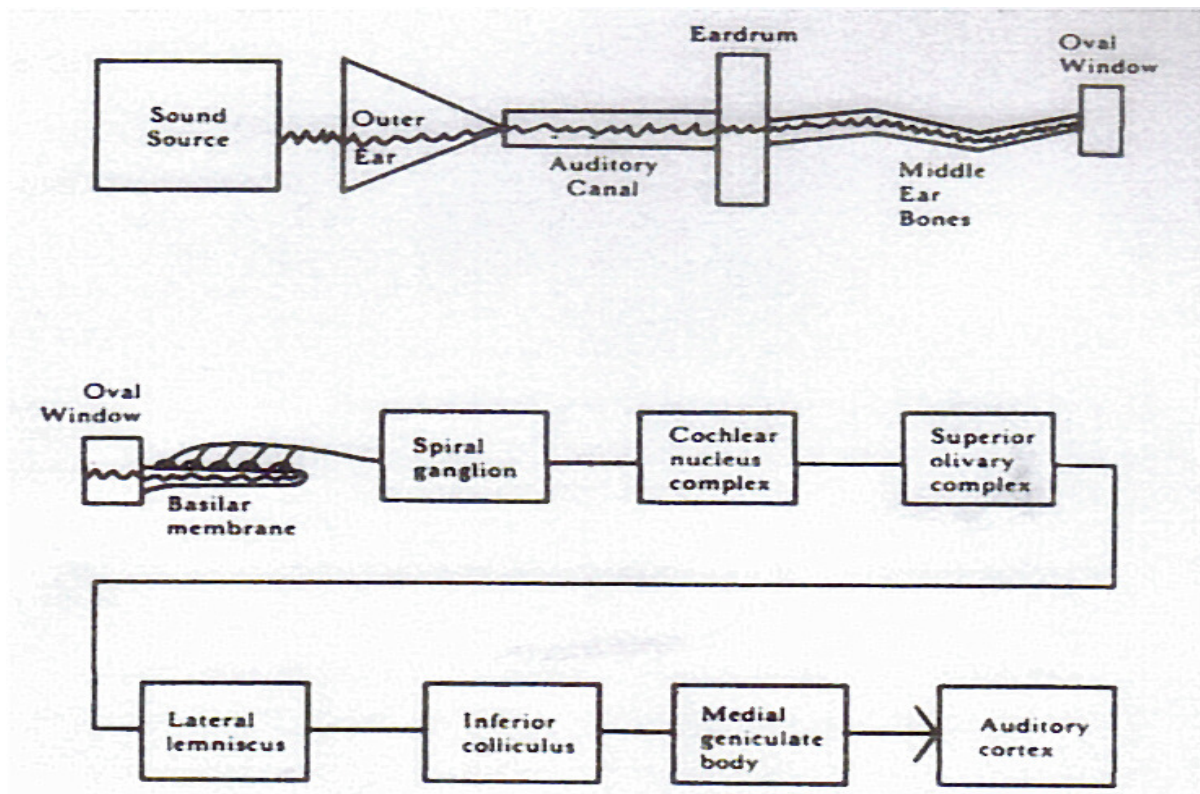 Sound
Source
Outer
Ear
Auditory
Canal
Eardrum
Middle
Ear
Bones
Oval
Window
Oval
Window
Basilar
membrane
Spiral
ganglion
Cochlear
nucleus
complex
Superior
olivary
complex
Lateral
lemniscus
Inferior
colliculus
Medial
geniculate
body
Auditory
cortex